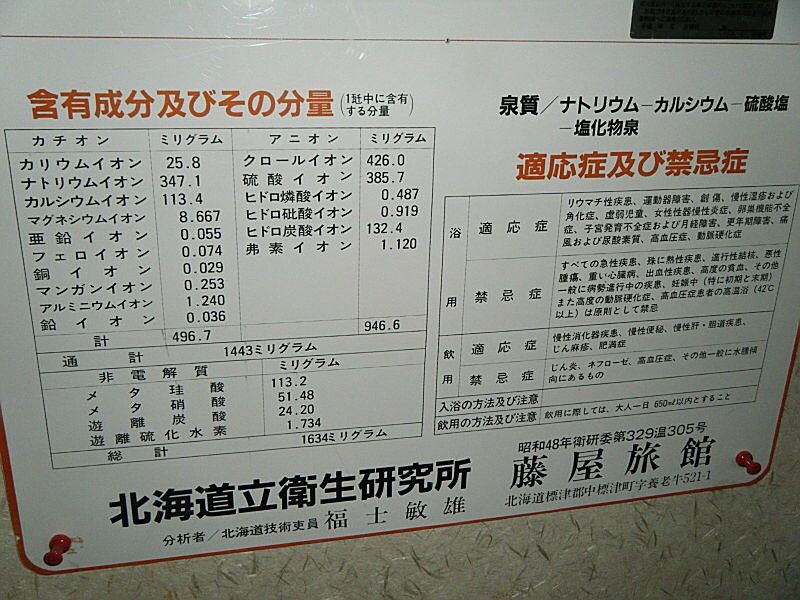 含有成分及びその分量(1瓩中に含有する分量)
カチオン ミリグラム アニオン ミリグラム
カリウムイオン 25.8 クロールイオン 426.0
ナトリウムイオン 347.1 硫酸イオン 385.7
カルシウムイオン 113.4 ヒドロ燐酸イオン 0.487
マグネシウムイオン 8.667 ヒドロ砒酸イオン 0.919
亜鉛イオン 0.055 ヒドロ炭酸イオン 132.4
フェロイオン 0.074 弗素イオン 1.120
銅イオン 0.029
マンガンイオン 0.253
アルミニウムイオン 1.240
鉛イオン 0.036
計 496.7 946.6
通計 1443ミリグラム
非電解質 ミリグラム
メタ珪酸 113.2
メタ硝酸 51.48
遊離炭酸 24.20
遊離硫化水素 1.734
総計 1634ミリグラム
泉質/ナトリウム−カルシウム−硫酸塩
−塩化物泉
適応症及び禁忌症
浴用
適応症
リウマチ性疾患、運動器障害、創傷、慢性湿疹および
角化症、虚弱児童、女性性器慢性炎症、卵巣機能不全
症、子宮発育不全症および月経障害、更年期障害、痛
風および尿酸素質、高血圧症、動脈硬化症
禁忌症
すべての急性疾患、殊に熱性疾患、進行性結核、悪性
腫瘍、重い心臓病、出血性疾患、高度の貧血、その他
一般に病勢進行中の疾患、妊娠中(特に初期と末期)
また高度の動脈硬化症、高血圧症患者の高温浴(42℃
以上)は原則として禁忌
飲用
適応症
慢性消化器疾患、慢性便秘、慢性肝・胆道疾患、
じん麻疹、肥満症
禁忌症
じん炎、ネフローゼ、高血圧症、その他一般に水腫傾
向にあるもの
入浴の方法及び注意
飲用の方法及び注意 飲用に際しては、大人一日 650㎖以内とすること
昭和48年衛研委第329温305号
北海道立衛生研究所 藤屋旅館
分析者/北海道技術吏員 福士敏雄 北海道標津郡中標津町字養老牛521-1